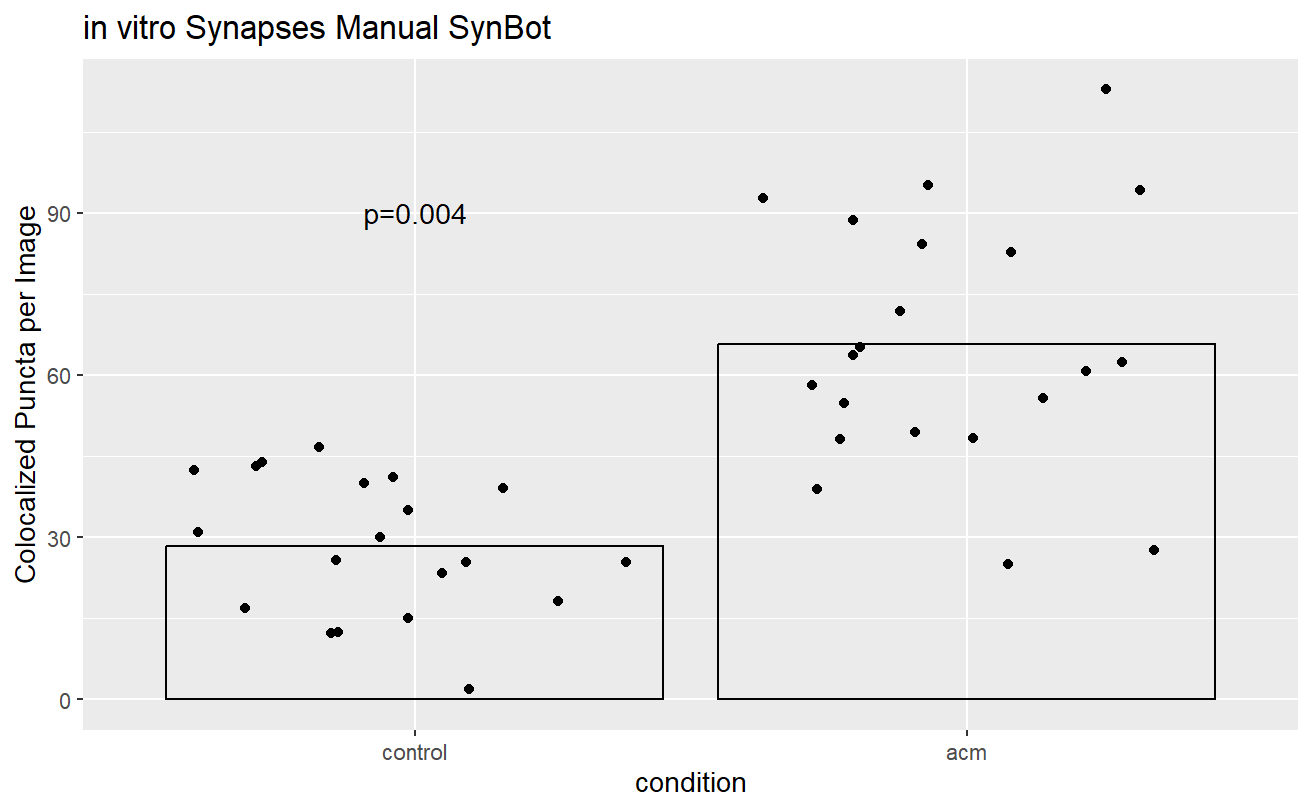 in vitro Synapses Manual SynBot
Colocalized Puncta per Image
90
60
30
0
p=0.004
control
acm
condition